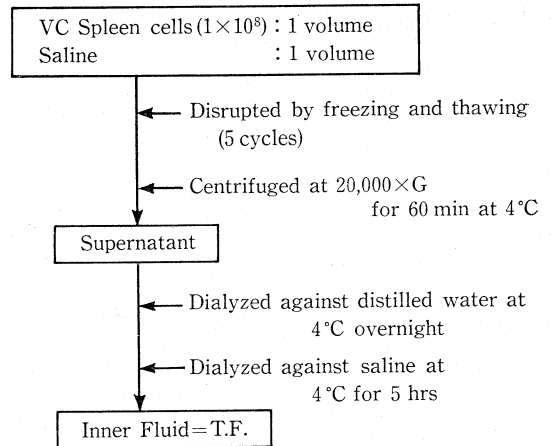 VC Spleen cells (1×10⁸) : 1 volume
Saline : 1 volume
Disrupted by freezing and thawing
(5 cycles)
Centrifuged at 20,000×G
for 60 min at 4℃
Supernatant
Dialyzed against distilled water at
4℃ overnight
Dialyzed against saline at
4℃ for 5 hrs
Inner Fluid=T.F.